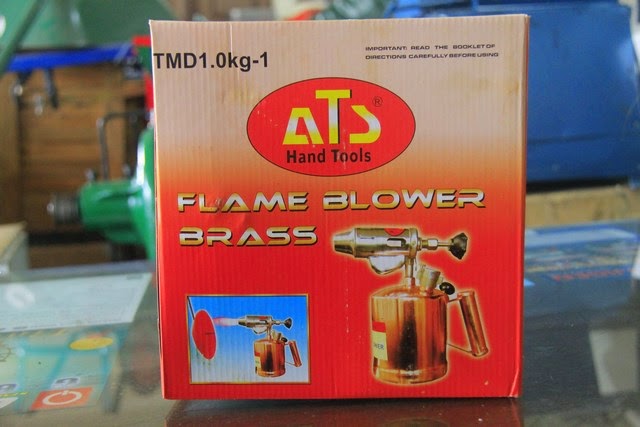 TMD1.0kg-1
IMPORTANT: READ THE BOOKLET OF
DIRECTIONS CAREFULLY BEFORE USING
ATS®
Hand Tools
FLAME BLOWER
BRASS